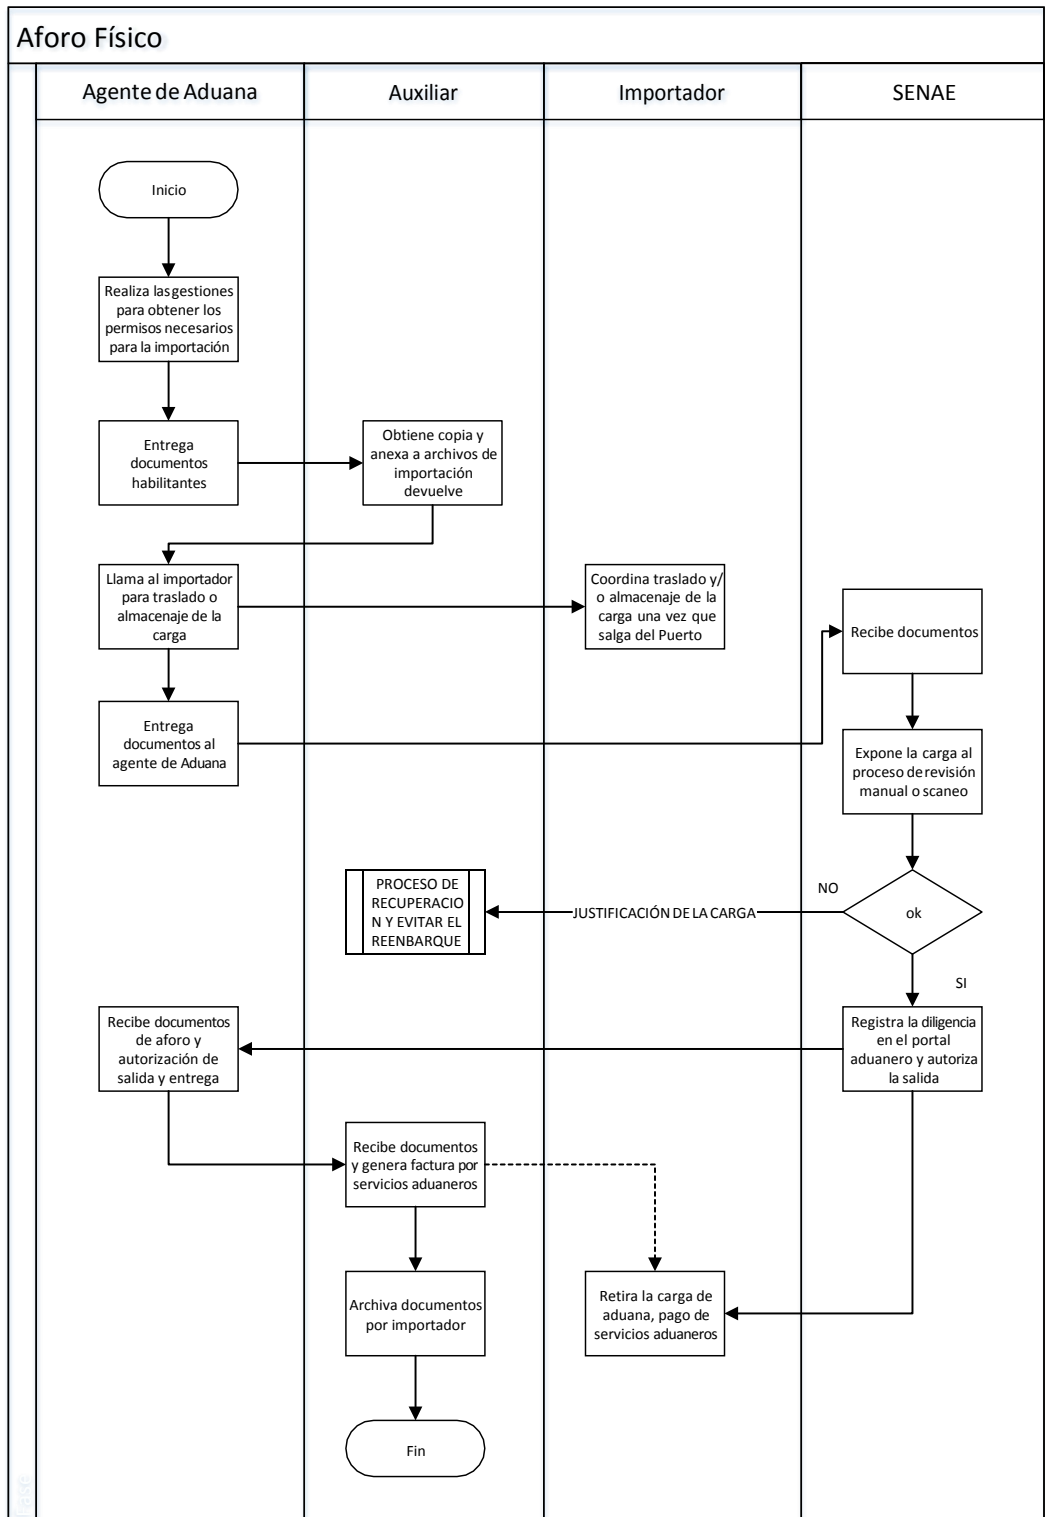 Aforo Físico
Agente de Aduana
Auxiliar
Importador
SENAE
Inicio
Realiza las gestiones
para obtener los
permisos necesarios
para la importación
Entrega
documentos
habilitantes
Obtiene copia y
anexa a archivos de
importación
devuelve
Llama al importador
para traslado o
almacenaje de la
carga
Coordina traslado y/
o almacenaje de la
carga una vez que
salga del Puerto
Recibe documentos
Entrega
documentos al
agente de Aduana
Expone la carga al
proceso de revisión
manual o scaneo
PROCESO DE
RECUPERACIO
N Y EVITAR EL
REENBARQUE
JUSTIFICACIÓN DE LA CARGA
NO
ok
SI
Recibe documentos
de aforo y
autorización de
salida y entrega
Registra la diligencia
en el portal
aduanero y autoriza
la salida
Recibe documentos
y genera factura por
servicios aduaneros
Archiva documentos
por importador
Retira la carga de
aduana, pago de
servicios aduaneros
Fin
Fase